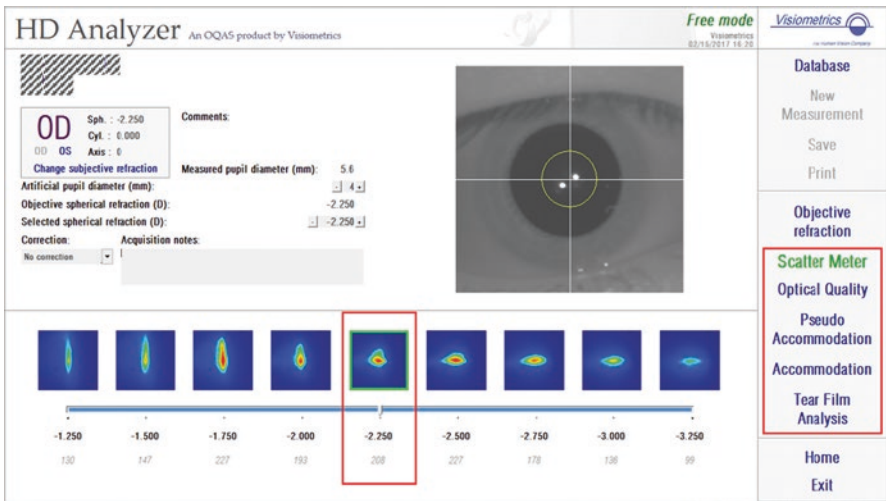 HD Analyzer An OQAS product by Visiometrics
Free mode
Visiometrics
02/15/2017 16:20
Visiometrics
OD
OD OS
Sph. : -2.250
Cyl. : 0.000
Axis : 0
Change subjective refraction
Comments:
Measured pupil diameter (mm): 5.6
Artificial pupil diameter (mm): - 4 +
Objective spherical refraction (D): -2.250
Selected spherical refraction (D): - -2.250 +
Correction: Acquisition notes:
No correction
-1.250 -1.500 -1.750 -2.000 -2.250 -2.500 -2.750 -3.000 -3.250
130 147 227 193 208 227 178 136 99
Database
New
Measurement
Save
Print
Objective
refraction
Scatter Meter
Optical Quality
Pseudo
Accommodation
Accommodation
Tear Film
Analysis
Home
Exit